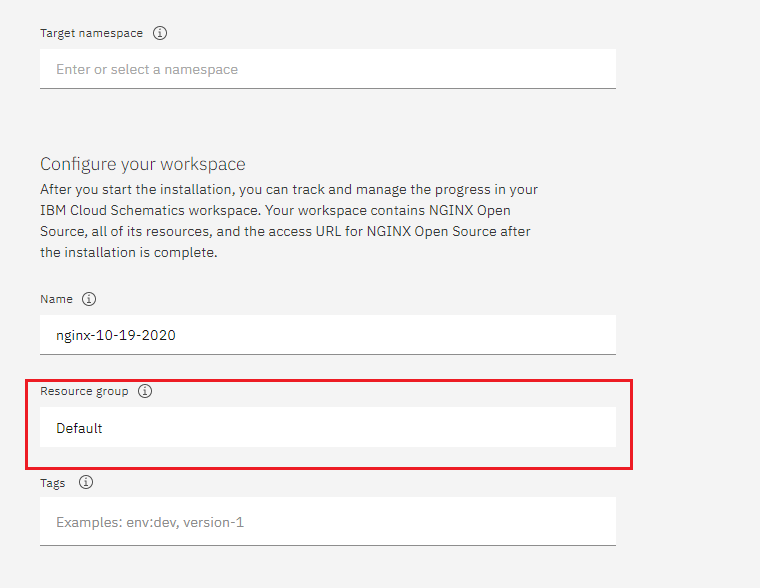 Target namespace
Enter or select a namespace
Configure your workspace
After you start the installation, you can track and manage the progress in your
IBM Cloud Schematics workspace. Your workspace contains NGINX Open
Source, all of its resources, and the access URL for NGINX Open Source after
the installation is complete.
Name
nginx-10-19-2020
Resource group
Default
Tags
Examples: env:dev, version-1